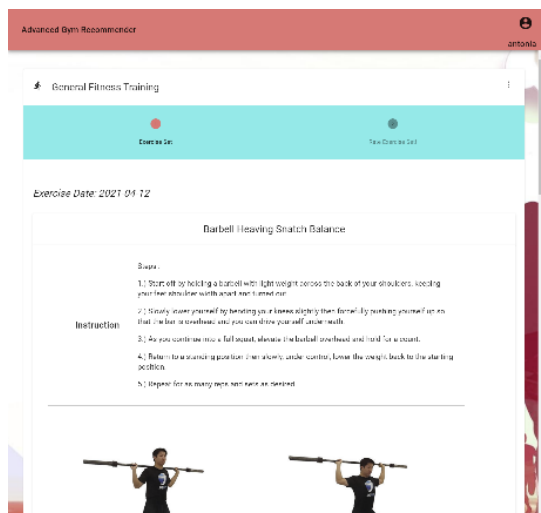 Advanced Gym Recommender
antonia
General Fitness Training
Exercise Set
Rate Exercise Set
Exercise Date: 2021-04-12
Barbell Heaving Snatch Balance
Steps :
1.) Start off by holding a barbell with light weight across the back of your shoulders, keeping
your feet shoulder width apart and turned out.
2.) Slowly lower yourself by bending your knees slightly then forcefully pushing yourself up so
that the bar is overhead and you can drive yourself underneath.
Instruction
3.) As you continue into a full squat, elevate the barbell overhead and hold for a count.
4.) Return to a standing position then slowly, under control, lower the weight back to the starting
position.
5.) Repeat for as many reps and sets as desired.